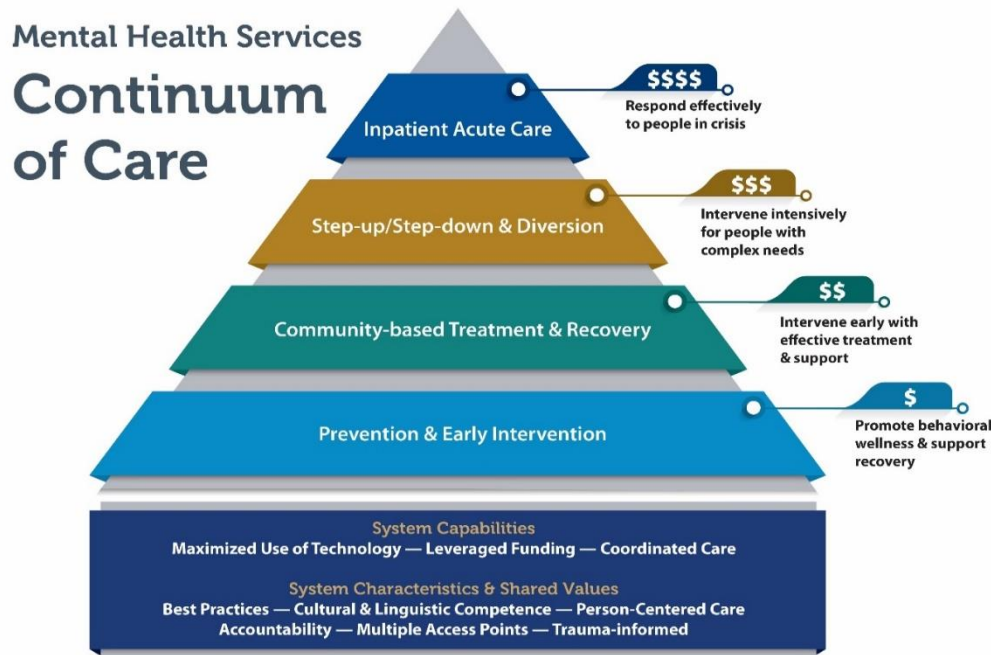 Mental Health Services
Continuum
of Care
$$$$
Respond effectively
to people in crisis
Inpatient Acute Care
$$$
Intervene intensively
for people with
complex needs
Step-up/Step-down & Diversion
$$
Intervene early with
effective treatment
& support
Community-based Treatment & Recovery
$
Promote behavioral
wellness & support
recovery
Prevention & Early Intervention
System Capabilities
Maximized Use of Technology — Leveraged Funding — Coordinated Care
System Characteristics & Shared Values
Best Practices — Cultural & Linguistic Competence — Person-Centered Care
Accountability — Multiple Access Points — Trauma-informed